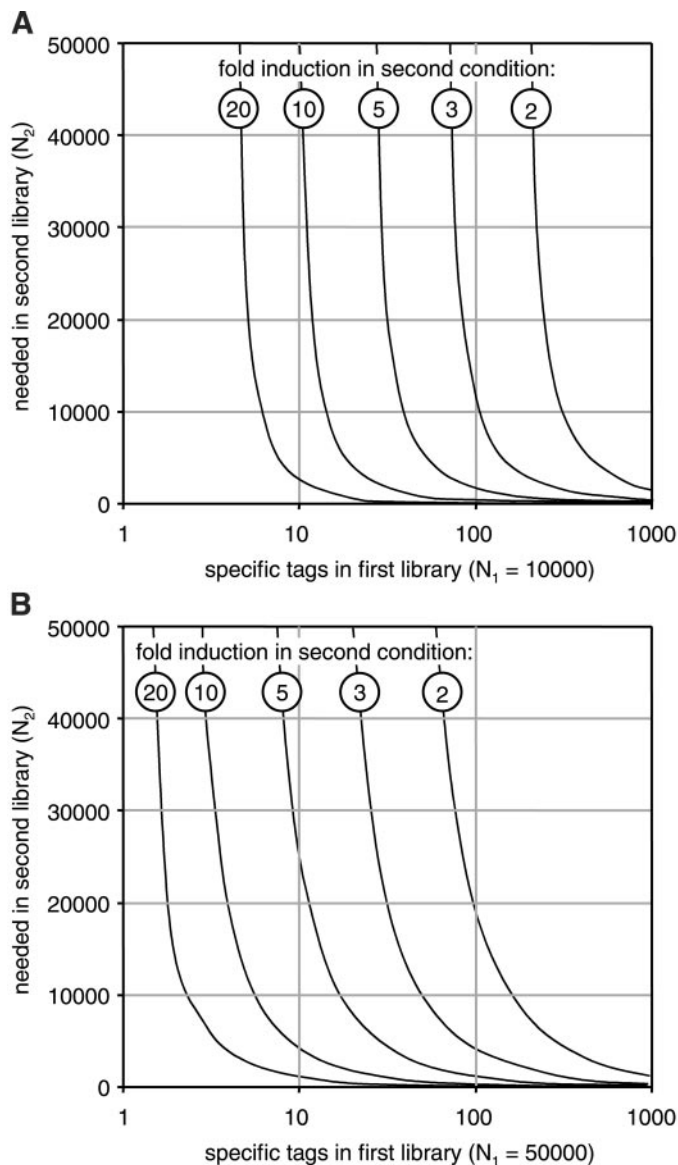 A
50000
fold induction in second condition:
20 10 5 3 2
40000
30000
20000
10000
0
needed in second library (N₂)
1 10 100 1000
specific tags in first library (N₁ = 10000)
B
50000
fold induction in second condition:
20 10 5 3 2
40000
30000
20000
10000
0
needed in second library (N₂)
1 10 100 1000
specific tags in first library (N₁ = 50000)